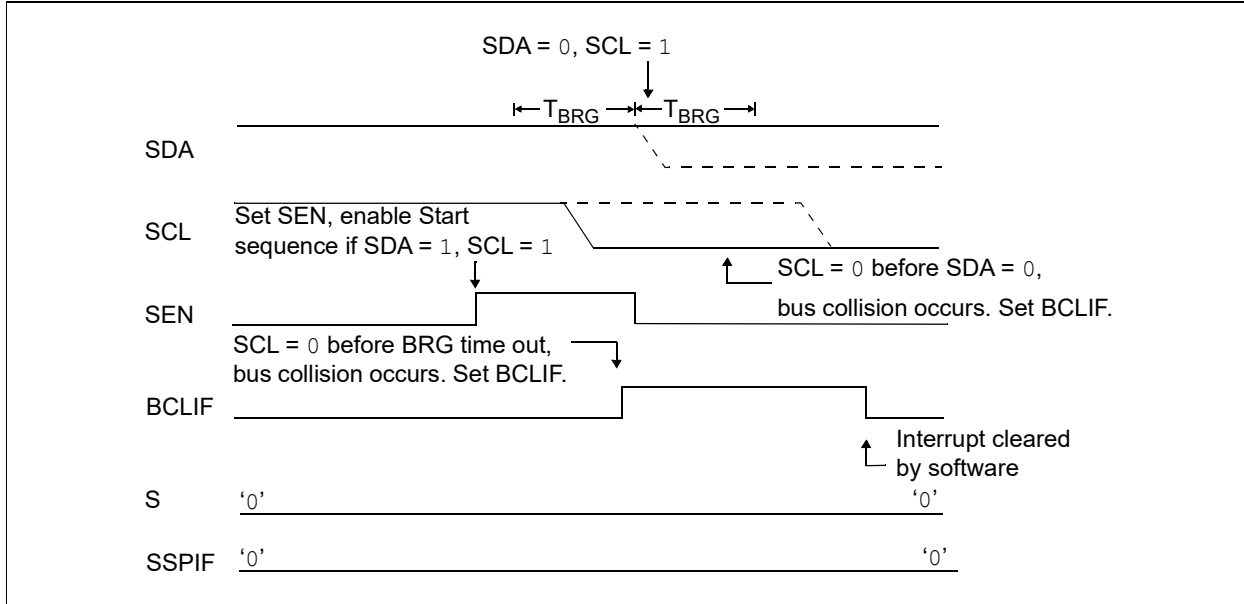 SDA = 0, SCL = 1
TBRG TBRG
SDA
SCL
Set SEN, enable Start
sequence if SDA = 1, SCL = 1
SCL = 0 before SDA = 0,
bus collision occurs. Set BCLIF.
SEN
SCL = 0 before BRG time out,
bus collision occurs. Set BCLIF.
BCLIF
Interrupt cleared
by software
S
‘0’ ‘0’
SSPIF
‘0’ ‘0’